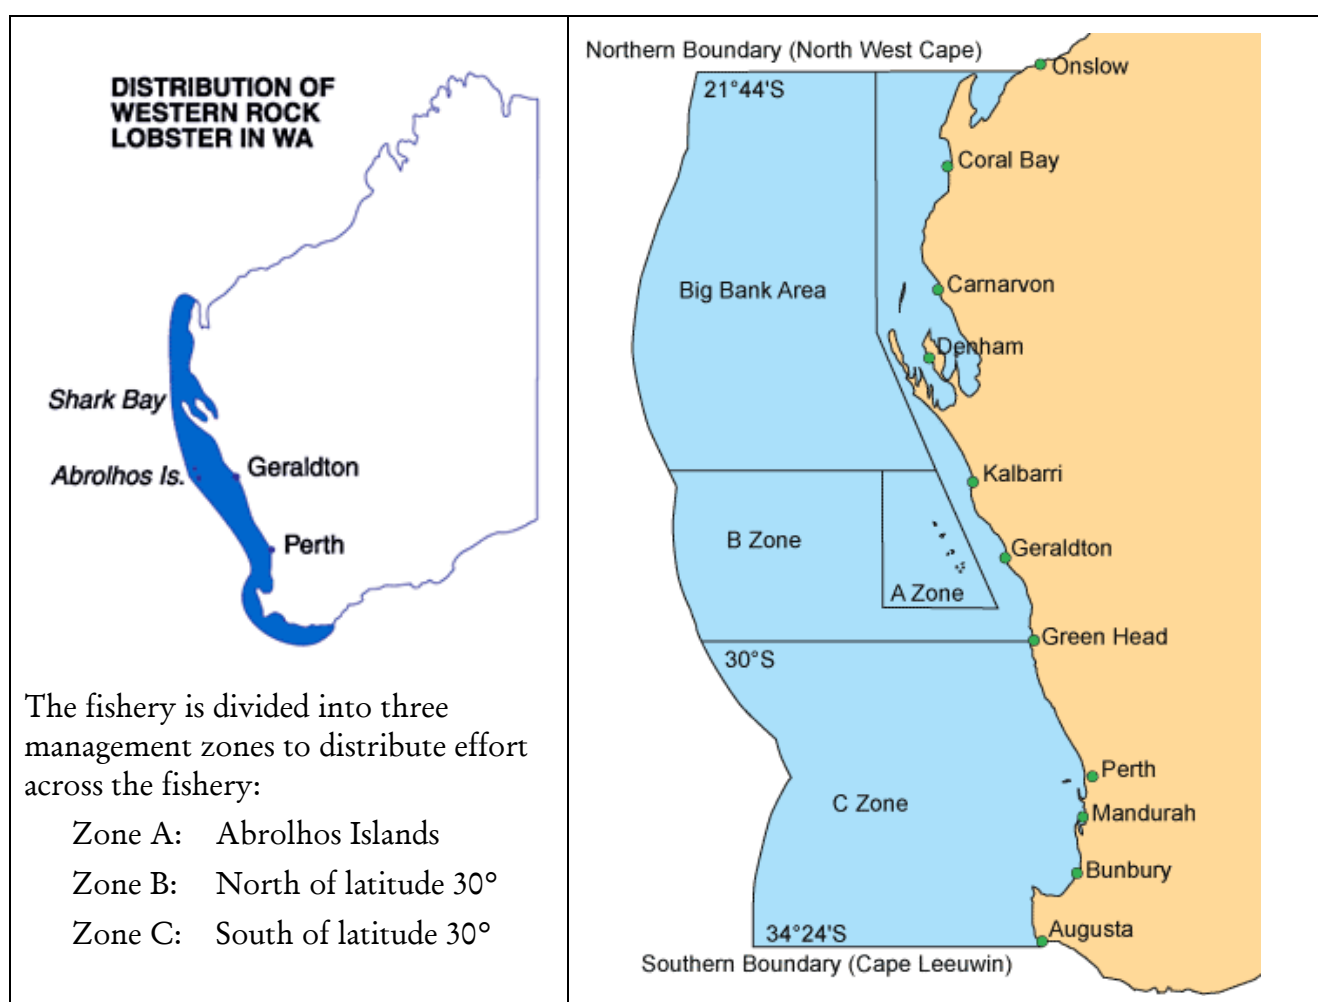 DISTRIBUTION OF
WESTERN ROCK
LOBSTER IN WA
Shark Bay
Abrolhos Is.
Geraldton
Perth
The fishery is divided into three
management zones to distribute effort
across the fishery:
Zone A: Abrolhos Islands
Zone B: North of latitude 30°
Zone C: South of latitude 30°
Northern Boundary (North West Cape)
Onslow
21°44'S
Coral Bay
Carnarvon
Big Bank Area
Denham
Kalbarri
B Zone
Geraldton
A Zone
Green Head
30°S
Perth
C Zone
Mandurah
Bunbury
Augusta
34°24'S
Southern Boundary (Cape Leeuwin)